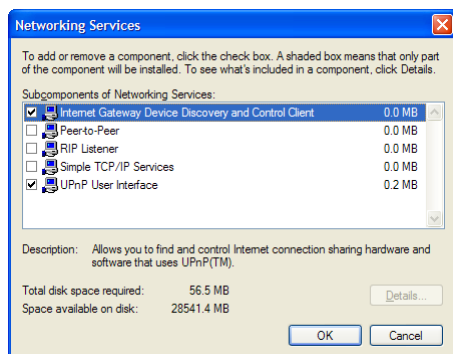 Networking Services
To add or remove a component, click the check box. A shaded box means that only part
of the component will be installed. To see what's included in a component, click Details.
Subcomponents of Networking Services:
Internet Gateway Device Discovery and Control Client 0.0 MB
Peer-to-Peer 0.0 MB
RIP Listener 0.0 MB
Simple TCP/IP Services 0.0 MB
UPnP User Interface 0.2 MB
Description: Allows you to find and control Internet connection sharing hardware and
software that uses UPnP(TM).
Total disk space required: 56.5 MB
Details...
Space available on disk: 28541.4 MB
OK Cancel